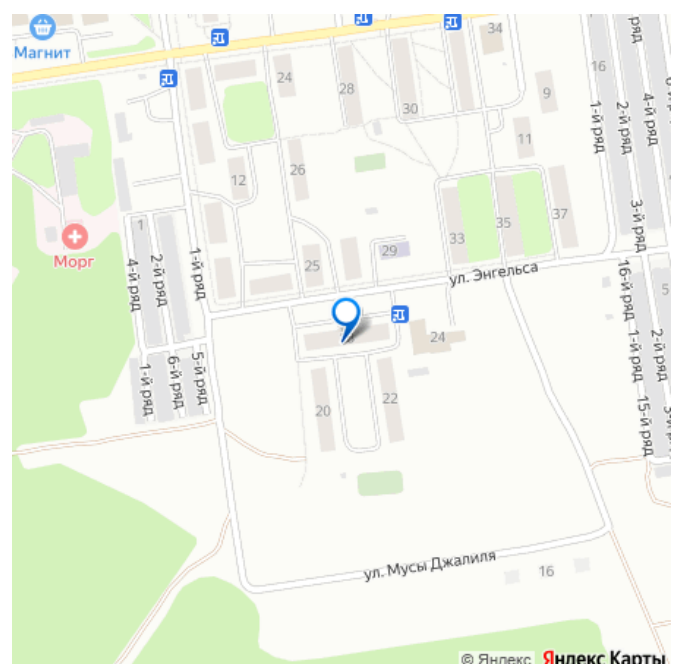 Магнит
34
24
28
30
16
9
1-й ряд
2-й ряд
4-й ряд
11
12
26
1
37
35
33
29
25
Морг
1-й ряд
2-й ряд
4-й ряд
3-й ряд
ул. Энгельса
16-й ряд
5
24
1-й ряд
2-й ряд
5-й ряд
6-й ряд
1-й ряд
20
22
15-й ряд
ул. Мусы Джалиля
16
© Яндекс Яндекс Карты